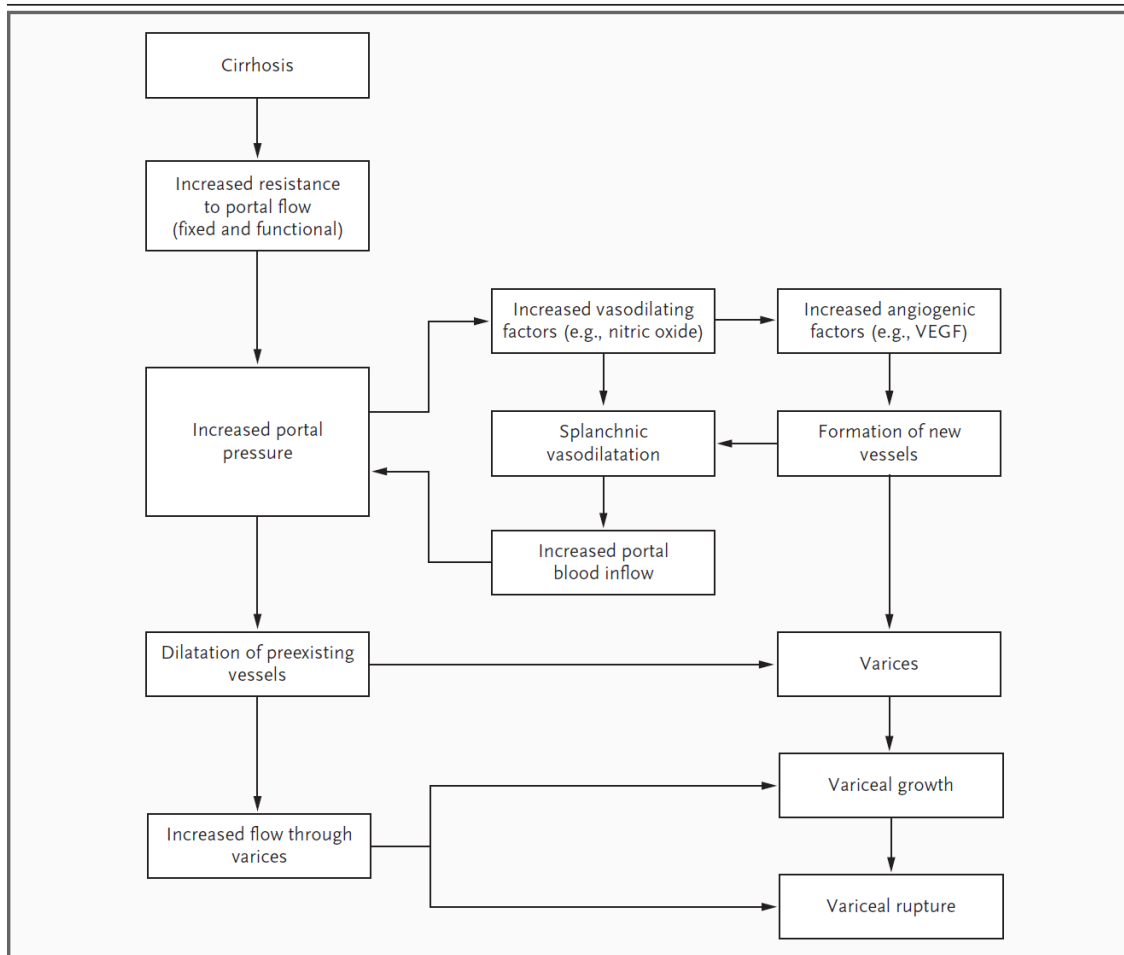 Cirrhosis
Increased resistance
to portal flow
(fixed and functional)
Increased vasodilating
factors (e.g., nitric oxide)
Increased angiogenic
factors (e.g., VEGF)
Increased portal
pressure
Splanchnic
vasodilatation
Formation of new
vessels
Increased portal
blood inflow
Dilatation of preexisting
vessels
Varices
Variceal growth
Increased flow through
varices
Variceal rupture